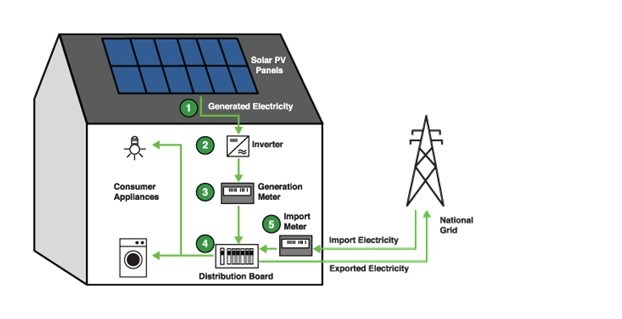 Solar PV
Panels
1 Generated Electricity
2 Inverter
Consumer
Appliances
3 Generation
Meter
5 Import
Meter
4
Distribution Board
Import Electricity
Exported Electricity
National
Grid